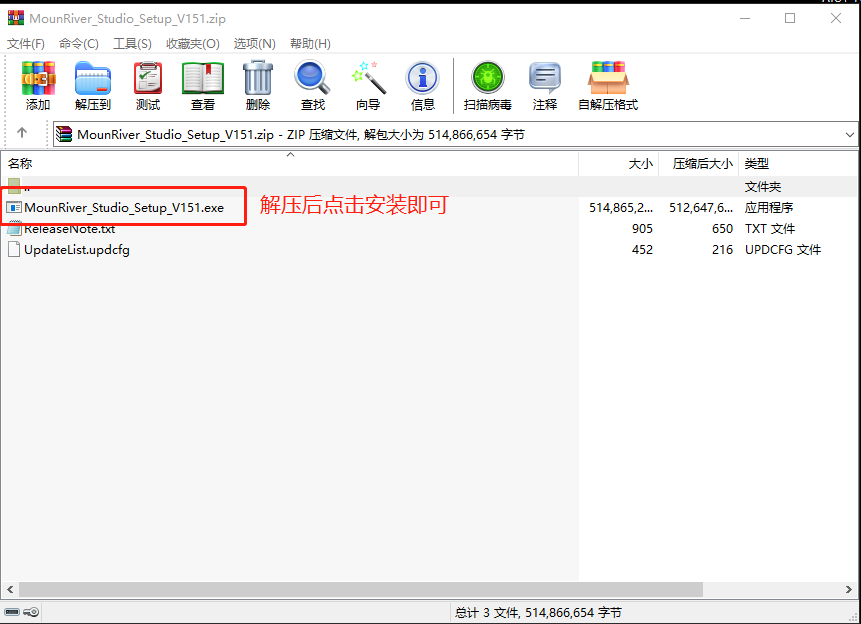 MounRiver_Studio_Setup_V151.zip
文件(F) 命令(C) 工具(S) 收藏夹(O) 选项(N) 帮助(H)
添加 解压到 测试 查看 删除 查找 向导 信息 扫描病毒 注释 自解压格式
MounRiver_Studio_Setup_V151.zip - ZIP 压缩文件, 解包大小为 514,866,654 字节
名称 大小 压缩后大小 类型
.. 文件夹
MounRiver_Studio_Setup_V151.exe 514,865,2... 512,647,6... 应用程序
解压后点击安装即可
ReleaseNote.txt 905 650 TXT 文件
UpdateList.updcfg 452 216 UPDCFG 文件
总计 3 文件, 514,866,654 字节